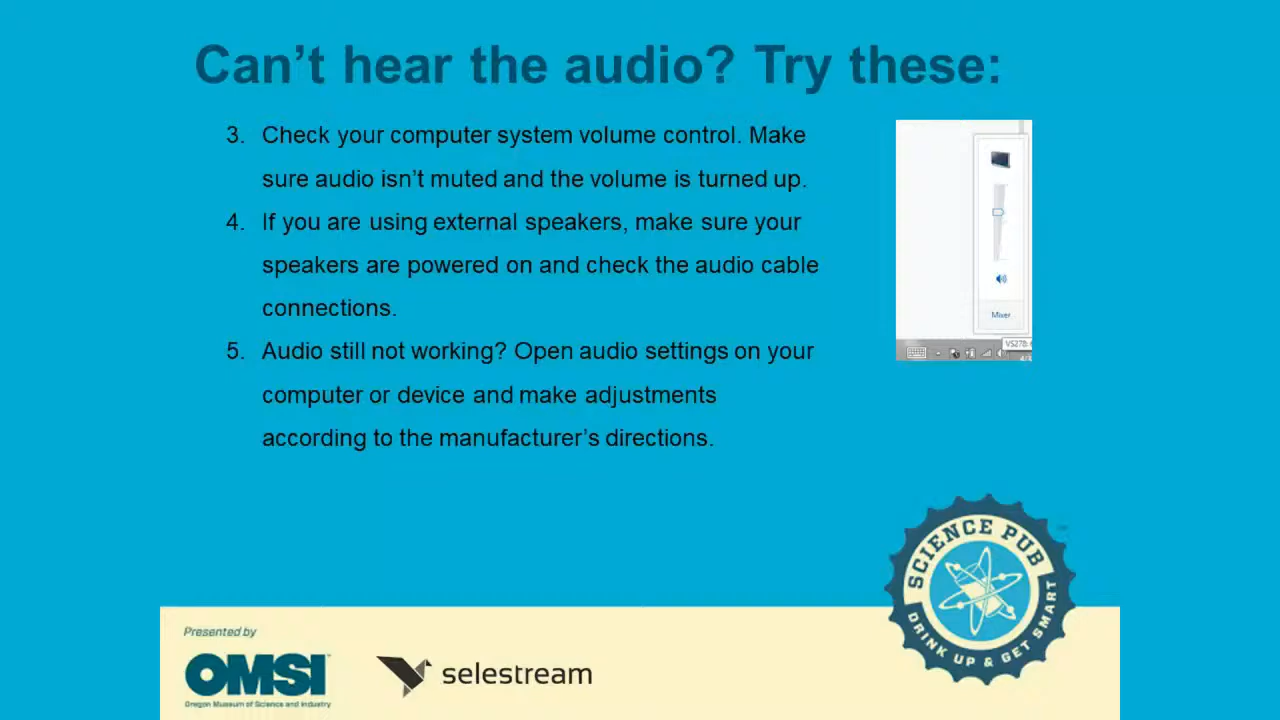 Can’t hear the audio? Try these:
3. Check your computer system volume control. Make
sure audio isn’t muted and the volume is turned up.
4. If you are using external speakers, make sure your
speakers are powered on and check the audio cable
connections.
5. Audio still not working? Open audio settings on your
computer or device and make adjustments
according to the manufacturer’s directions.
Mixer
SCIENCE PUB
DRINK UP & GET SMART
Presented by
OMSI
Oregon Museum of Science and Industry
selestream